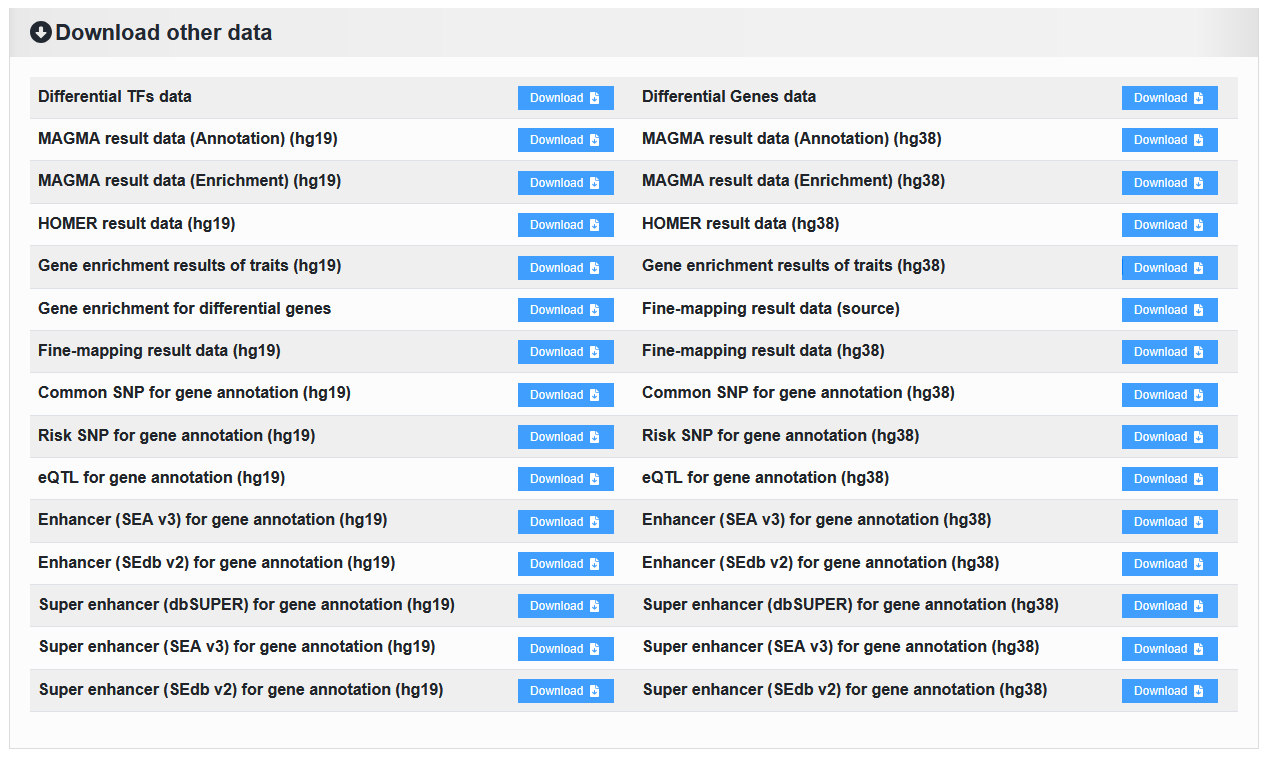 Download other data
Differential TFs data Download Differential Genes data Download
MAGMA result data (Annotation) (hg19) Download MAGMA result data (Annotation) (hg38) Download
MAGMA result data (Enrichment) (hg19) Download MAGMA result data (Enrichment) (hg38) Download
HOMER result data (hg19) Download HOMER result data (hg38) Download
Gene enrichment results of traits (hg19) Download Gene enrichment results of traits (hg38) Download
Gene enrichment for differential genes Download Fine-mapping result data (source) Download
Fine-mapping result data (hg19) Download Fine-mapping result data (hg38) Download
Common SNP for gene annotation (hg19) Download Common SNP for gene annotation (hg38) Download
Risk SNP for gene annotation (hg19) Download Risk SNP for gene annotation (hg38) Download
eQTL for gene annotation (hg19) Download eQTL for gene annotation (hg38) Download
Enhancer (SEA v3) for gene annotation (hg19) Download Enhancer (SEA v3) for gene annotation (hg38) Download
Enhancer (SEdb v2) for gene annotation (hg19) Download Enhancer (SEdb v2) for gene annotation (hg38) Download
Super enhancer (dbSUPER) for gene annotation (hg19) Download Super enhancer (dbSUPER) for gene annotation (hg38) Download
Super enhancer (SEA v3) for gene annotation (hg19) Download Super enhancer (SEA v3) for gene annotation (hg38) Download
Super enhancer (SEdb v2) for gene annotation (hg19) Download Super enhancer (SEdb v2) for gene annotation (hg38) Download